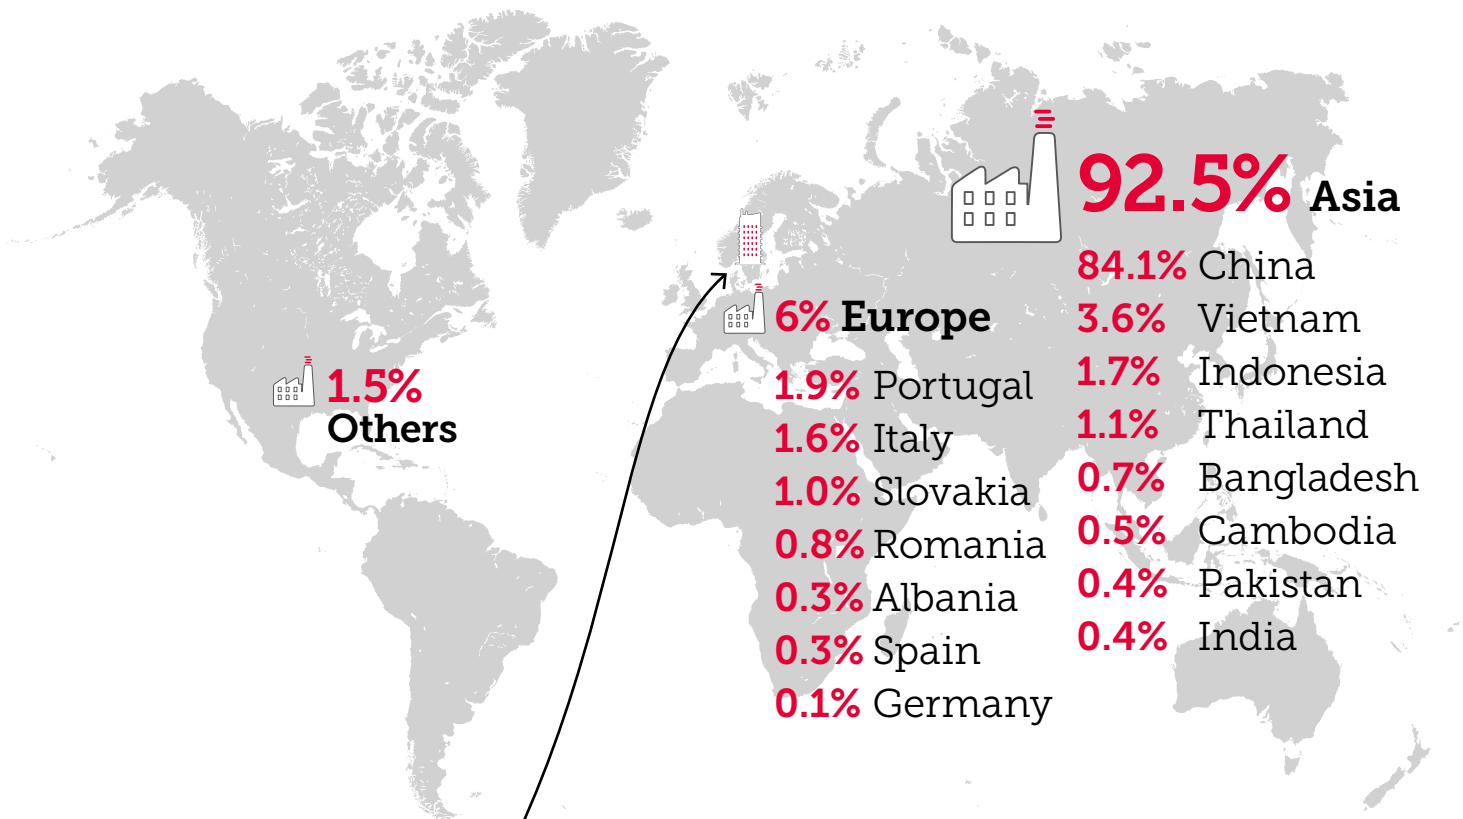 92.5% Asia
84.1% China
3.6% Vietnam
1.7% Indonesia
1.1% Thailand
0.7% Bangladesh
0.5% Cambodia
0.4% Pakistan
0.4% India
6% Europe
1.9% Portugal
1.6% Italy
1.0% Slovakia
0.8% Romania
0.3% Albania
0.3% Spain
0.1% Germany
1.5%
Others